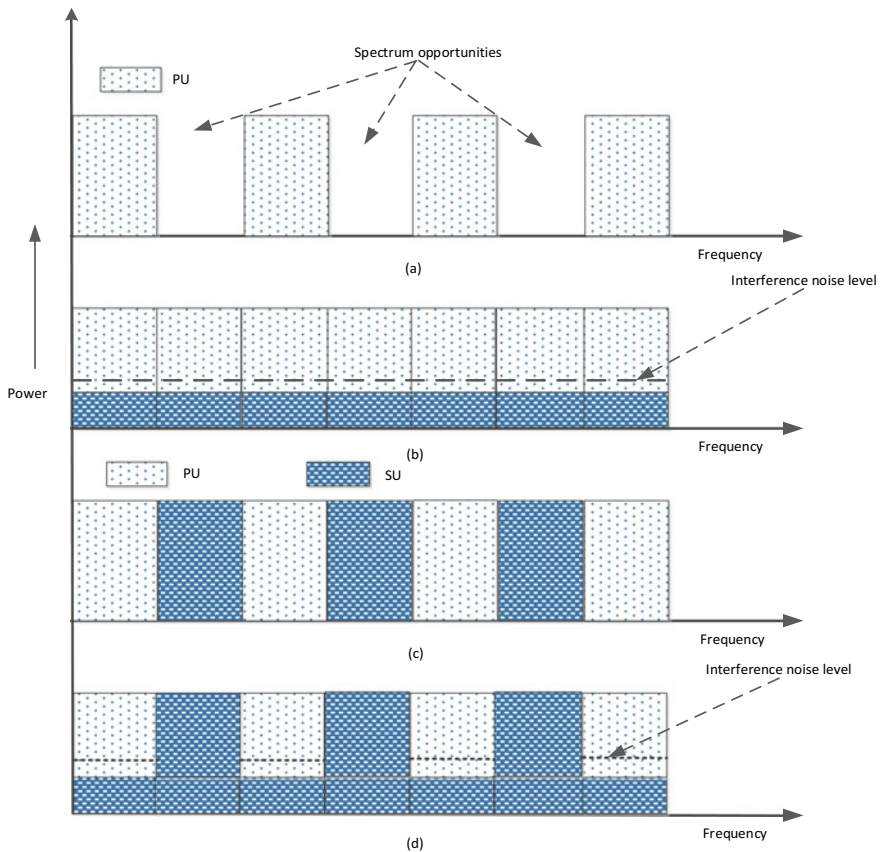 Spectrum opportunities
PU
Frequency
(a)
Interference noise level
Power
Frequency
(b)
PU
SU
Frequency
(c)
Interference noise level
Frequency
(d)